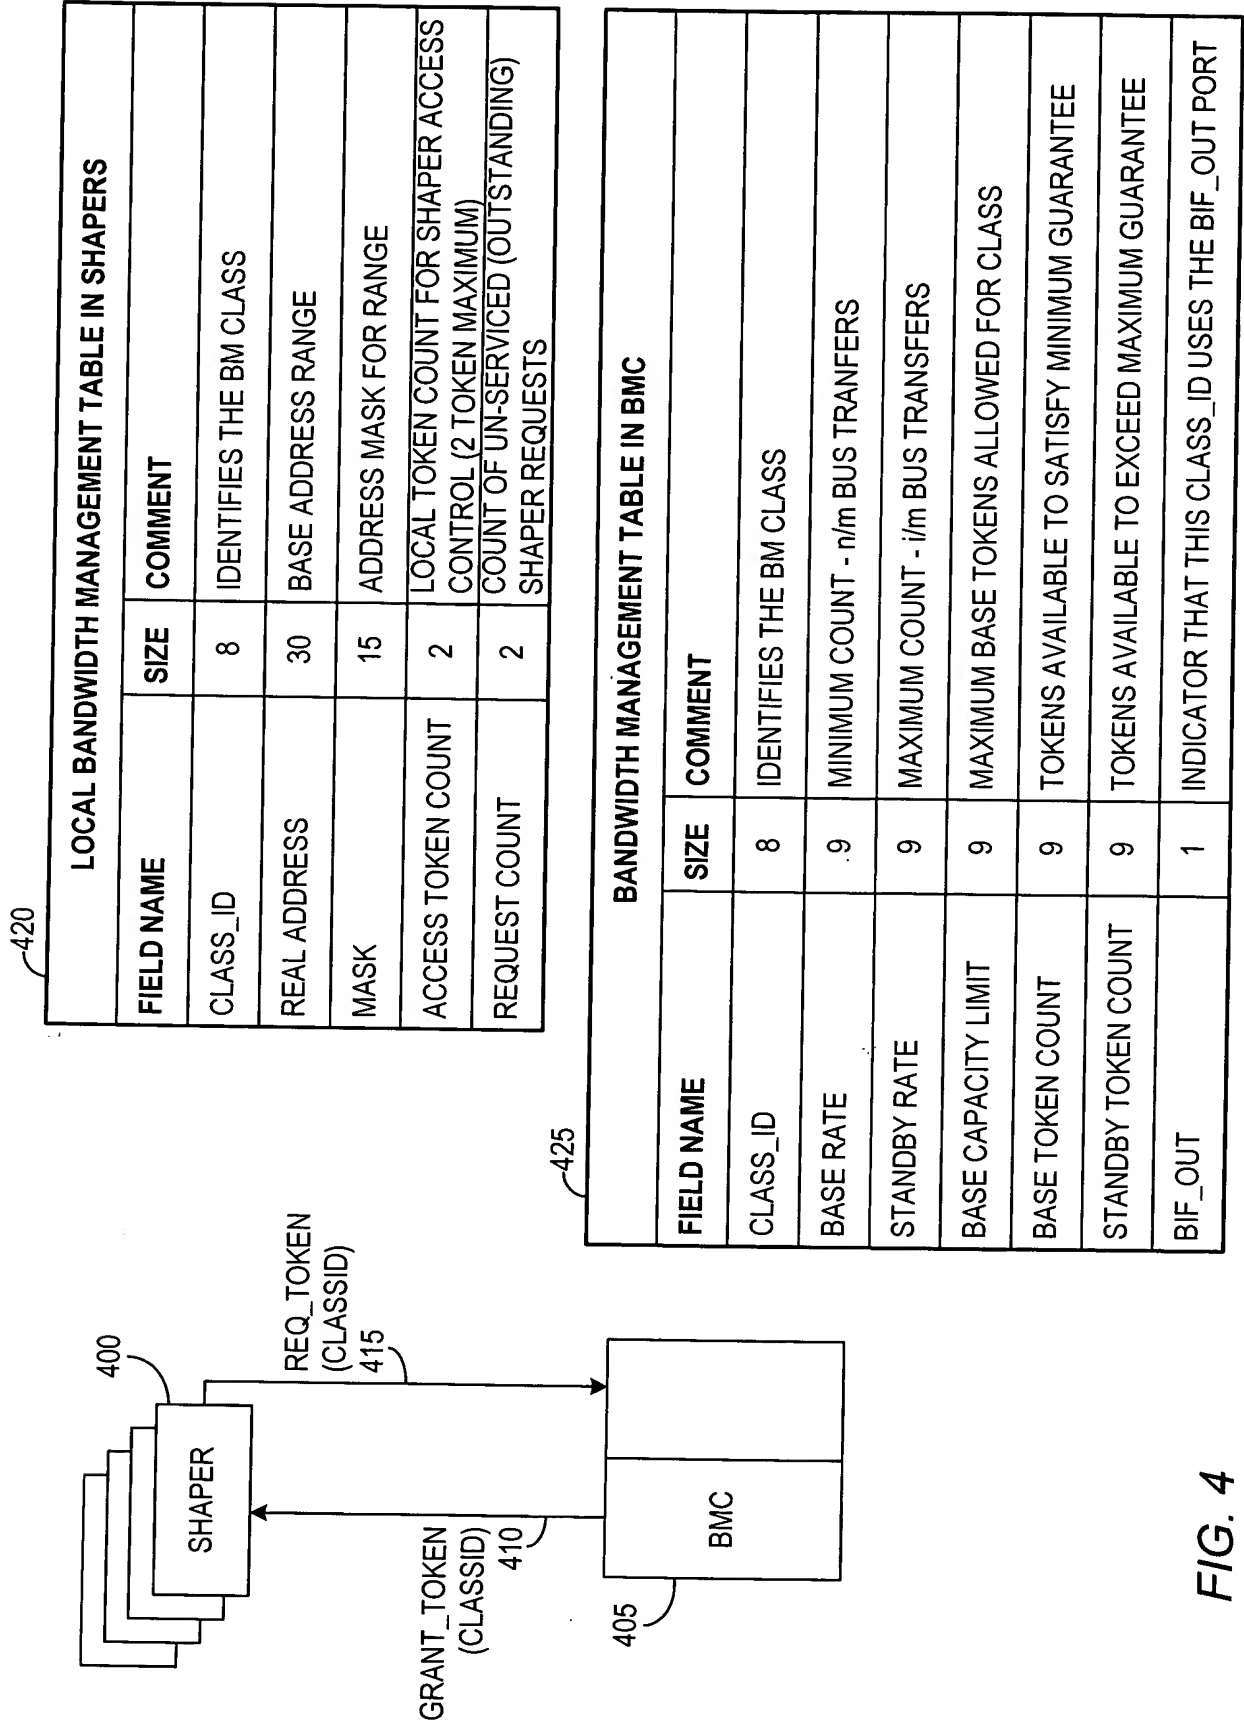 420
LOCAL BANDWIDTH MANAGEMENT TABLE IN SHAPERS
FIELD NAME SIZE COMMENT
CLASS_ID 8 IDENTIFIES THE BM CLASS
REAL ADDRESS 30 BASE ADDRESS RANGE
MASK 15 ADDRESS MASK FOR RANGE
ACCESS TOKEN COUNT 2 LOCAL TOKEN COUNT FOR SHAPER ACCESS
CONTROL (2 TOKEN MAXIMUM)
REQUEST COUNT 2 COUNT OF UN-SERVICED (OUTSTANDING)
SHAPER REQUESTS
400
SHAPER
REQ_TOKEN
(CLASSID)
415
GRANT_TOKEN
(CLASSID)
410
405
BMC
425
BANDWIDTH MANAGEMENT TABLE IN BMC
FIELD NAME SIZE COMMENT
CLASS_ID 8 IDENTIFIES THE BM CLASS
BASE RATE 9 MINIMUM COUNT - n/m BUS TRANFERS
STANDBY RATE 9 MAXIMUM COUNT - i/m BUS TRANSFERS
BASE CAPACITY LIMIT 9 MAXIMUM BASE TOKENS ALLOWED FOR CLASS
BASE TOKEN COUNT 9 TOKENS AVAILABLE TO SATISFY MINIMUM GUARANTEE
STANDBY TOKEN COUNT 9 TOKENS AVAILABLE TO EXCEED MAXIMUM GUARANTEE
BIF_OUT 1 INDICATOR THAT THIS CLASS_ID USES THE BIF_OUT PORT
FIG. 4